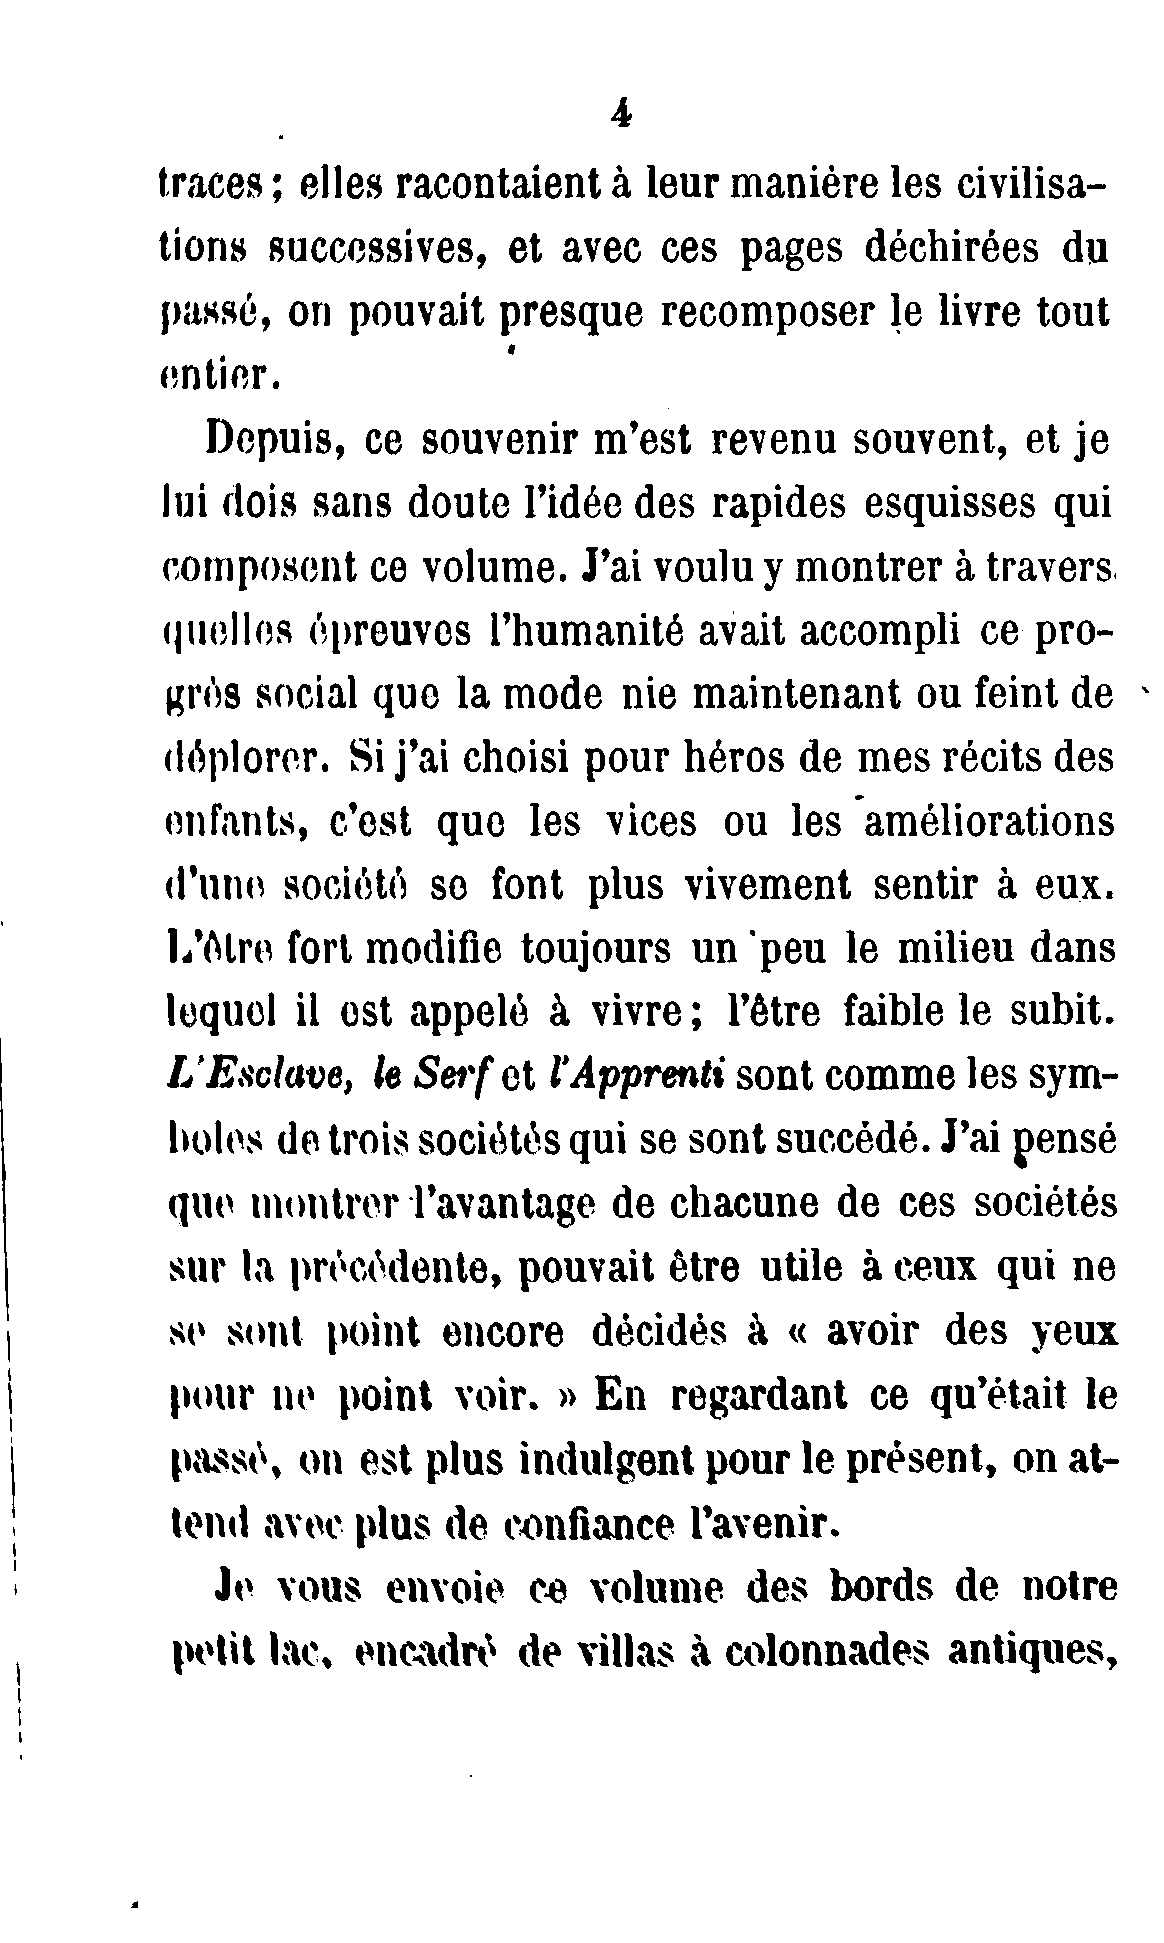 4
traces ; elles racontaient à leur manière les civilisa-
tions successives, et avec ces pages déchirées du
passé, on pouvait presque recomposer le livre tout
entier.
Depuis, ce souvenir m'est revenu souvent, et je
lui dois sans doute l'idée des rapides esquisses qui
composent ce volume. J'ai voulu y montrer à travers
quelles épreuves l'humanité avait accompli ce pro-
grès social que la mode nie maintenant ou feint de
déplorer. Si j'ai choisi pour héros de mes récits des
enfants, c'est que les vices ou les améliorations
d'une société se font plus vivement sentir à eux.
L'être fort modifie toujours un peu le milieu dans
lequel il est appelé à vivre ; l'être faible le subit.
L'Esclave, le Serf et l'Apprenti sont comme les sym-
boles de trois sociétés qui se sont succédé. J'ai pensé
que montrer l'avantage de chacune de ces sociétés
sur la précédente, pouvait être utile à ceux qui ne
se sont point encore décidés à « avoir des yeux
pour ne point voir. » En regardant ce qu'était le
passé, on est plus indulgent pour le présent, on at-
tend avec plus de confiance l'avenir.
Je vous envoie ce volume des bords de notre
petit lac, encadré de villas à colonnades antiques,